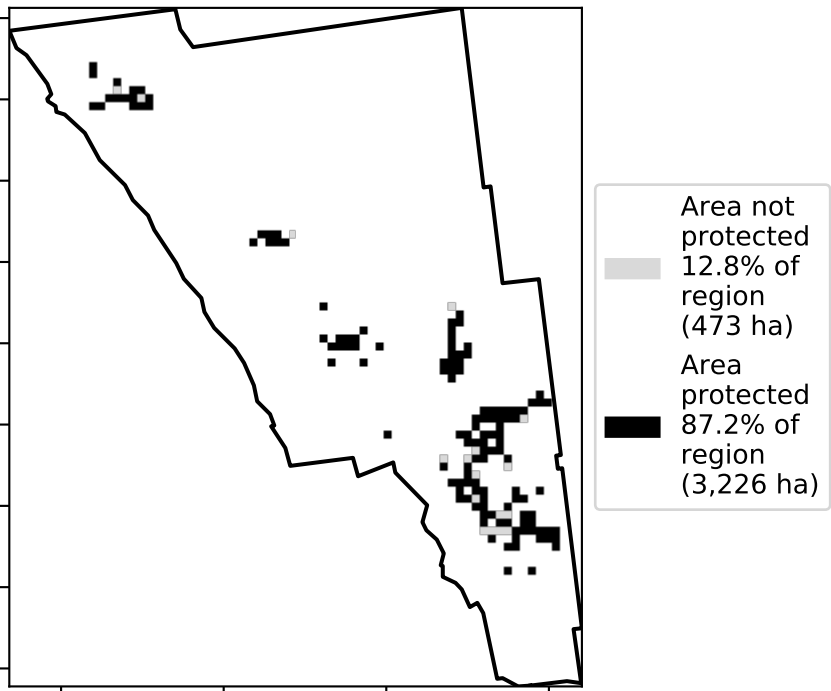 Area not
protected
12.8% of
region
(473 ha)
Area
protected
87.2% of
region
(3,226 ha)